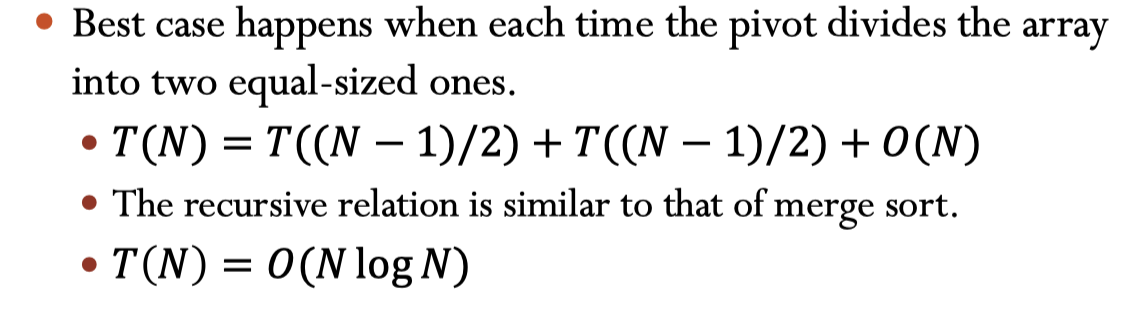 • Best case happens when each time the pivot divides the array
into two equal-sized ones.
• T(N) = T((N − 1)/2) + T((N − 1)/2) + O(N)
• The recursive relation is similar to that of merge sort.
• T(N) = O(N log N)